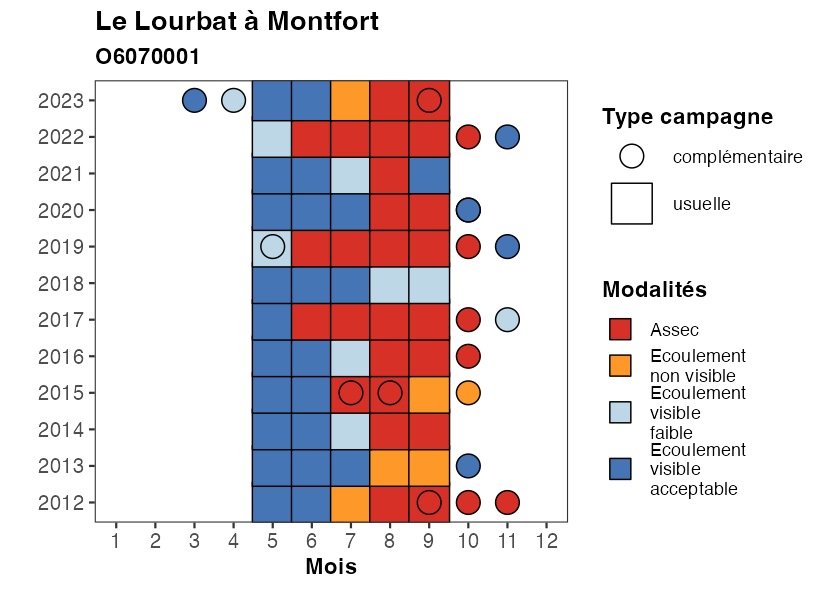 Le Lourbat à Montfort
O6070001
2023
2022
2021
2020
2019
2018
2017
2016
2015
2014
2013
2012
1 2 3 4 5 6 7 8 9 10 11 12
Mois
Type campagne
complémentaire
usuelle
Modalités
Assec
Ecoulement
non visible
Ecoulement
visible
faible
Ecoulement
visible
acceptable